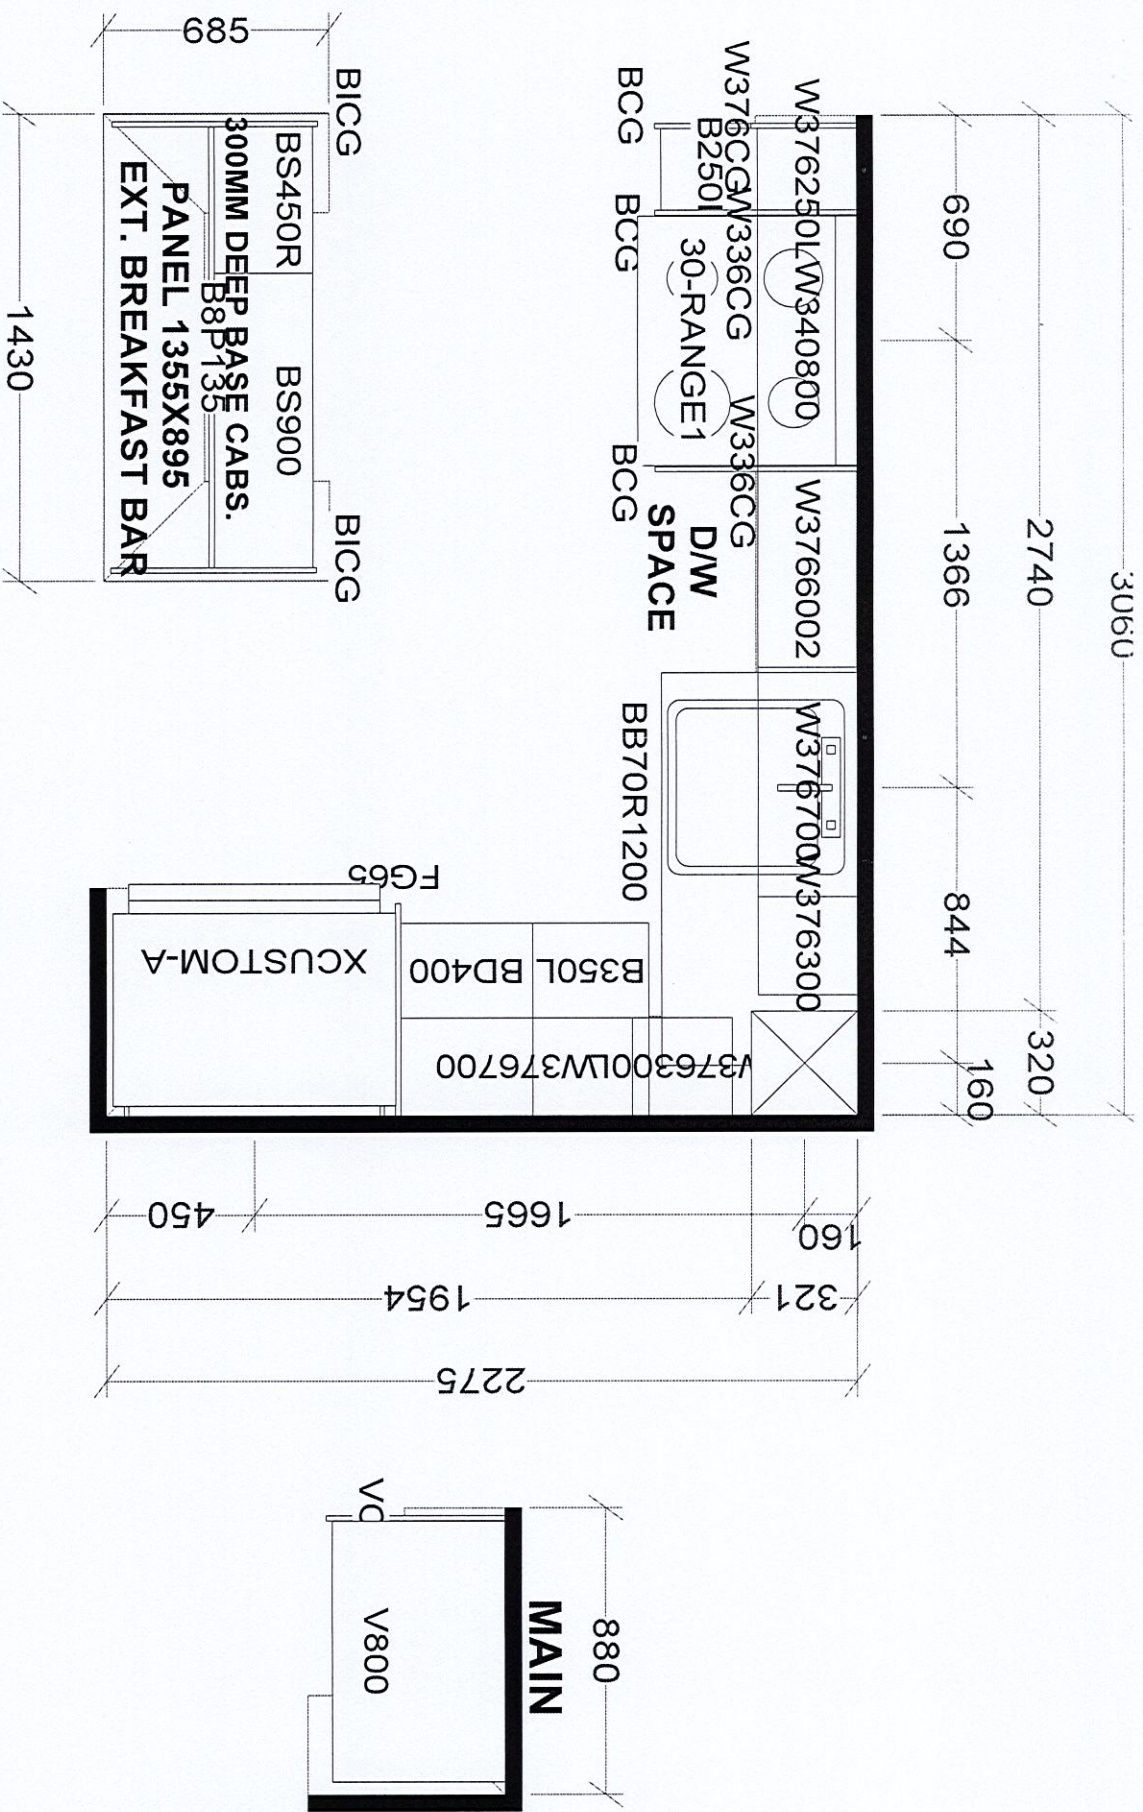 3060
2740
320
690
1366
844
160
W376250L
W340800
W3766002
W376700
W376300
W376CG
W336CG
W336CG
B250L
30-RANGE1
D/W
SPACE
BCG
BCG
BCG
BB70R1200
B350L
BD400
W376300L
W376700
FG65
XCUSTOM-A
160
1665
450
321
1954
2275
BICG
BICG
685
BS450R
BS900
300MM DEEP BASE CABS.
B8P135
PANEL 1355X895
EXT. BREAKFAST BAR
1430
880
MAIN
V800